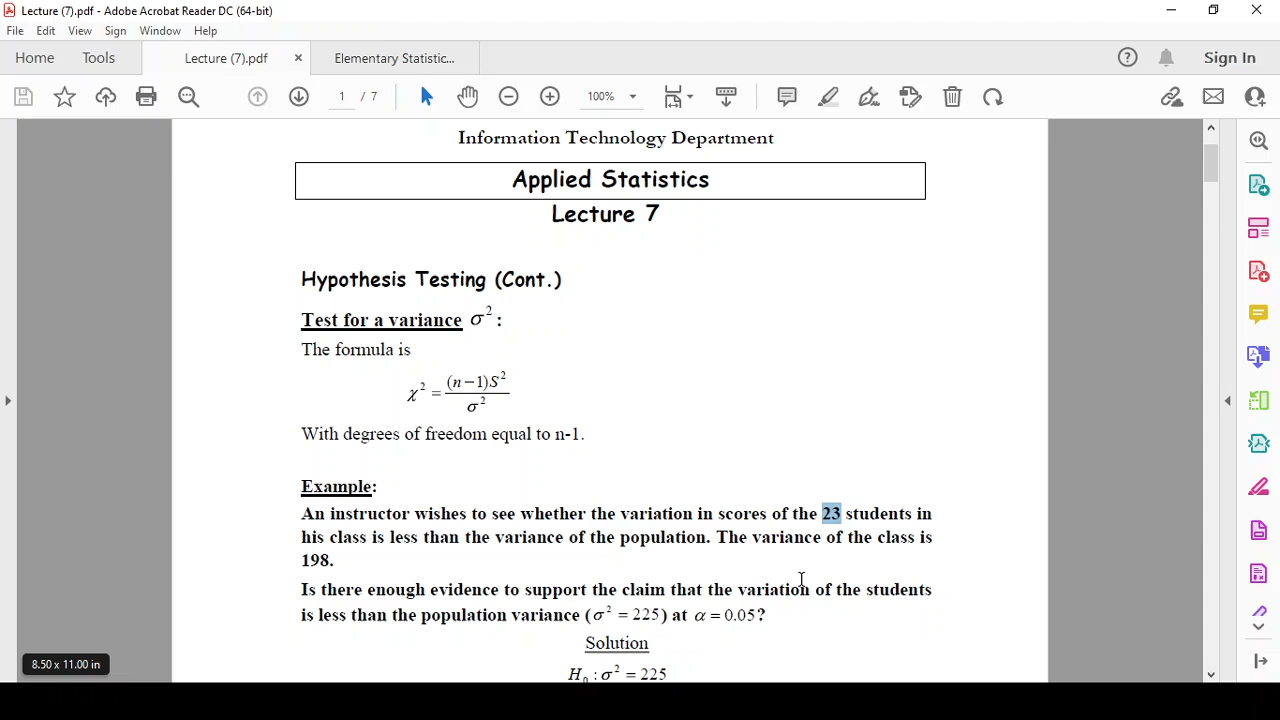 Lecture (7).pdf - Adobe Acrobat Reader DC (64-bit)
File Edit View Sign Window Help
Home Tools Lecture (7).pdf × Elementary Statistic... Sign In
1 / 7 100%
Information Technology Department
Applied Statistics
Lecture 7
Hypothesis Testing (Cont.)
Test for a variance σ² :
The formula is
χ² = (n−1)S² / σ²
With degrees of freedom equal to n-1.
Example:
An instructor wishes to see whether the variation in scores of the 23 students in
his class is less than the variance of the population. The variance of the class is
198.
Is there enough evidence to support the claim that the variation of the students
is less than the population variance (σ² = 225) at α = 0.05?
Solution
H₀ : σ² = 225
8.50 x 11.00 in